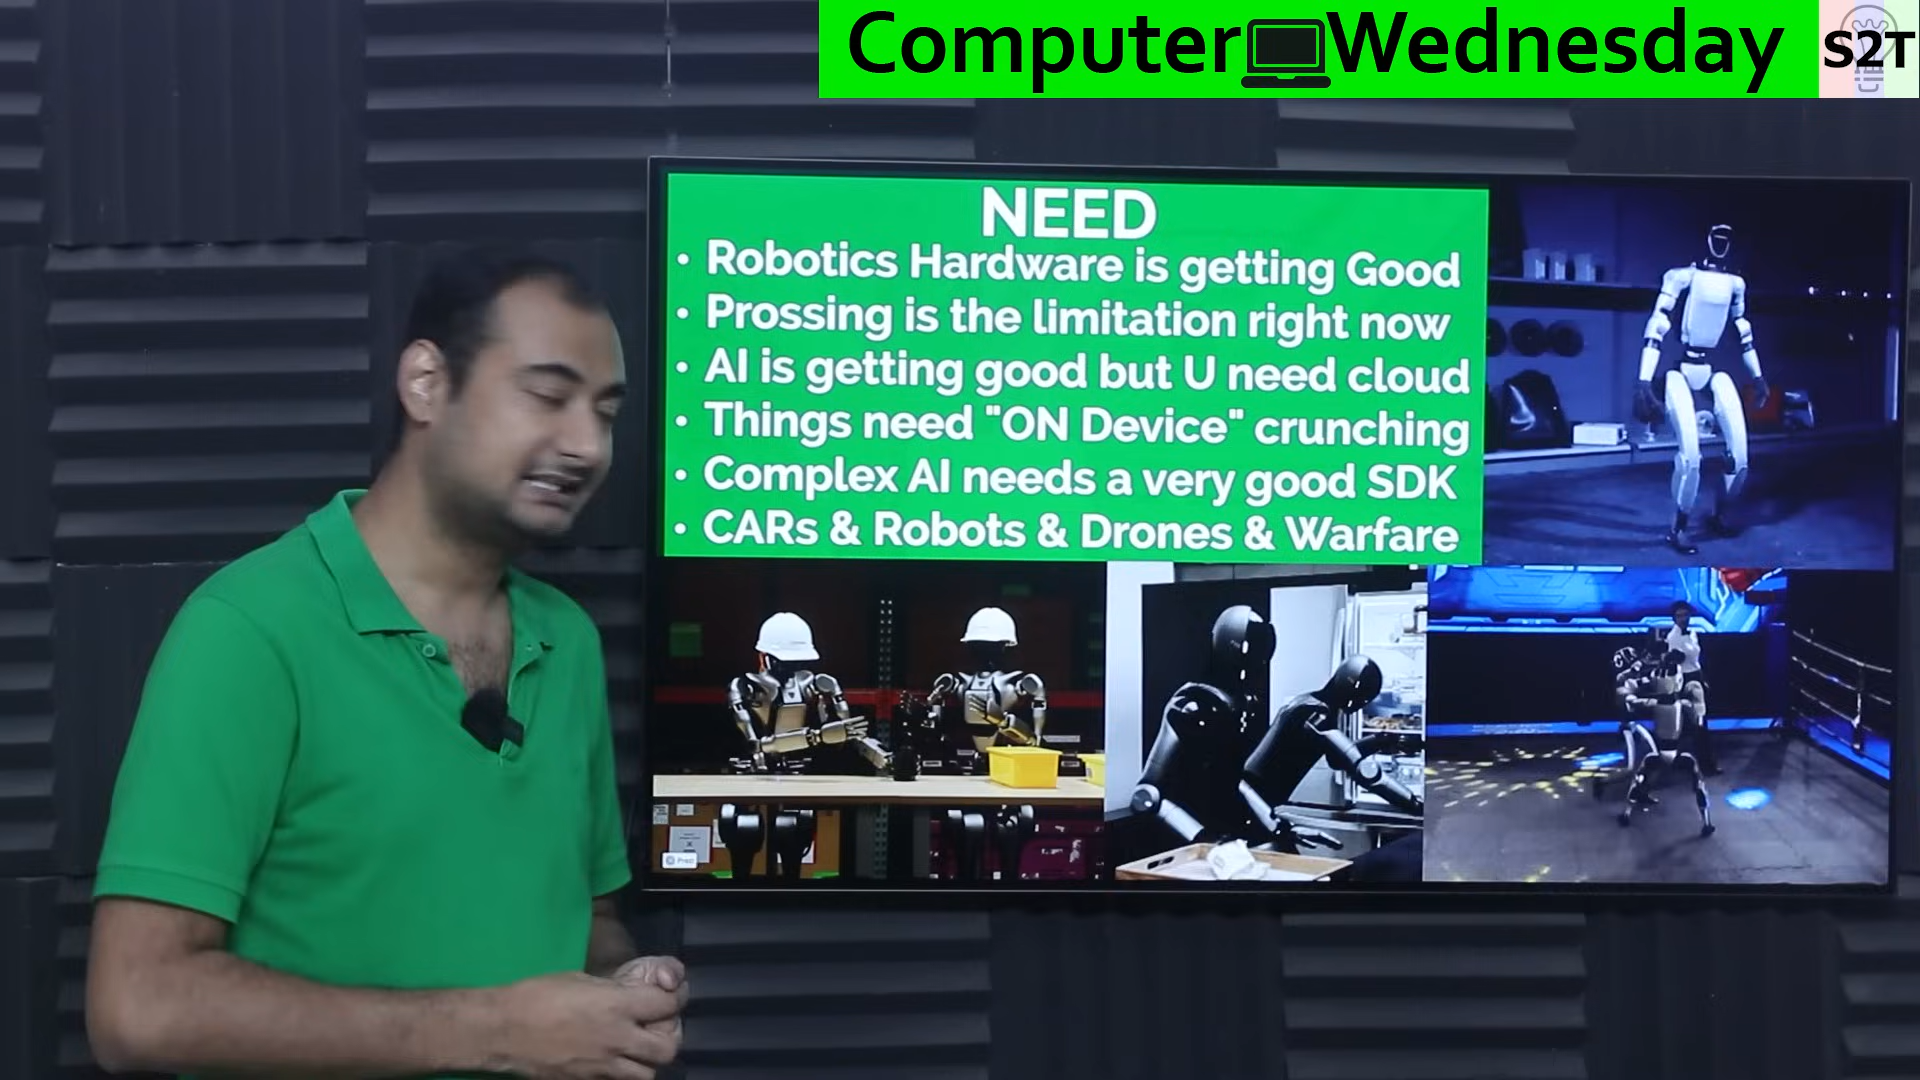 Computer Wednesday
S2T
NEED
• Robotics Hardware is getting Good
• Prossing is the limitation right now
• AI is getting good but U need cloud
• Things need "ON Device" crunching
• Complex AI needs a very good SDK
• CARs & Robots & Drones & Warfare
Prezi